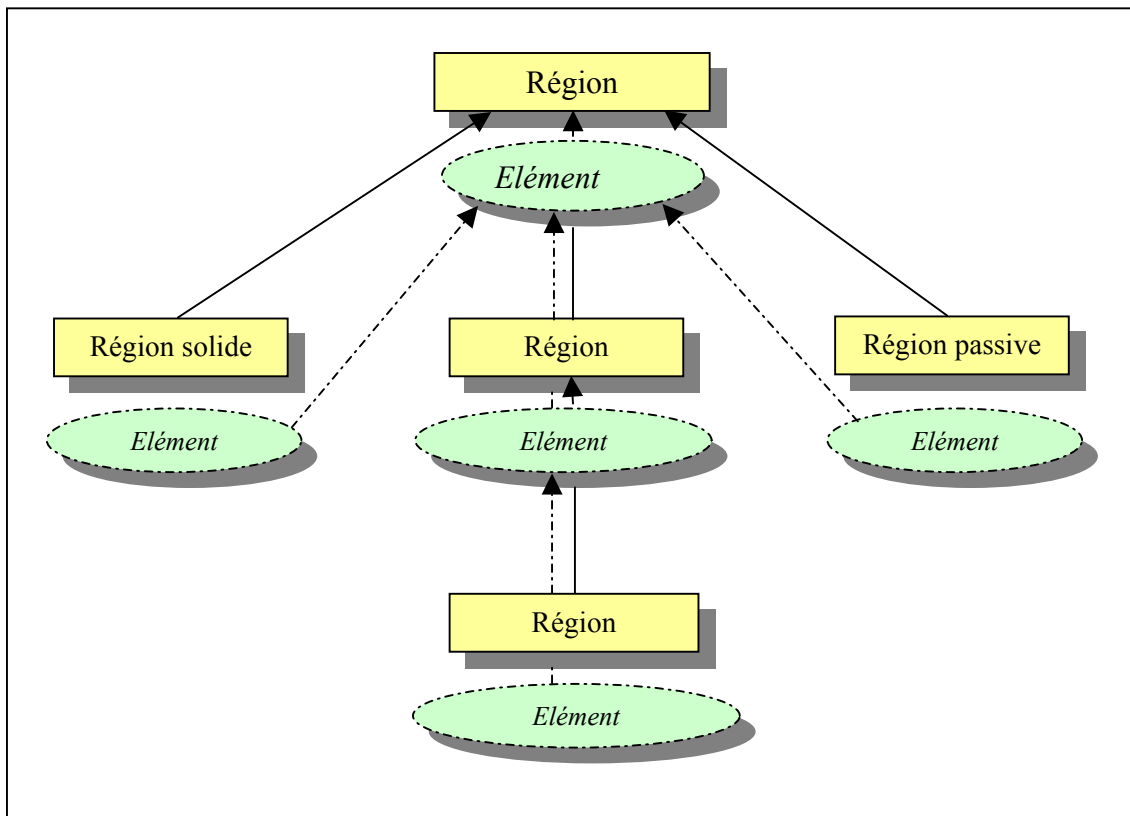 Région
Elément
Région solide
Région
Région passive
Elément
Elément
Elément
Région
Elément